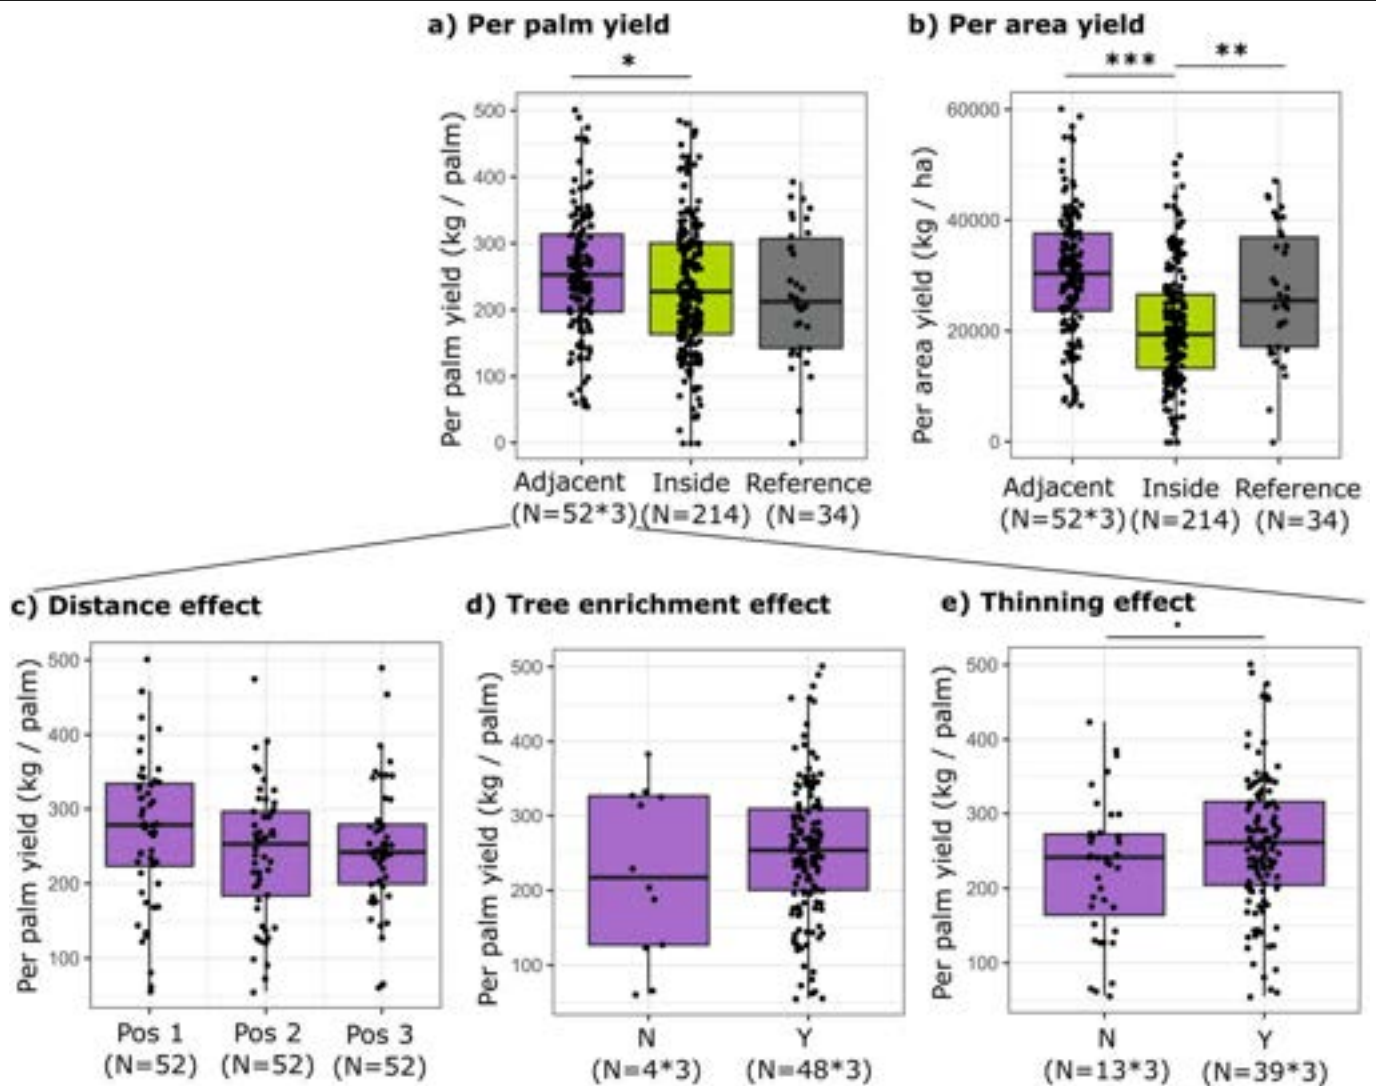 a) Per palm yield
*
Per palm yield (kg / palm)
500
400
300
200
100
0
Adjacent Inside Reference
(N=52*3) (N=214) (N=34)
b) Per area yield
*** **
Per area yield (kg / ha)
60000
40000
20000
0
Adjacent Inside Reference
(N=52*3) (N=214) (N=34)
c) Distance effect
Per palm yield (kg / palm)
500
400
300
200
100
Pos 1 Pos 2 Pos 3
(N=52) (N=52) (N=52)
d) Tree enrichment effect
Per palm yield (kg / palm)
500
400
300
200
100
N Y
(N=4*3) (N=48*3)
e) Thinning effect
.
Per palm yield (kg / palm)
500
400
300
200
100
N Y
(N=13*3) (N=39*3)